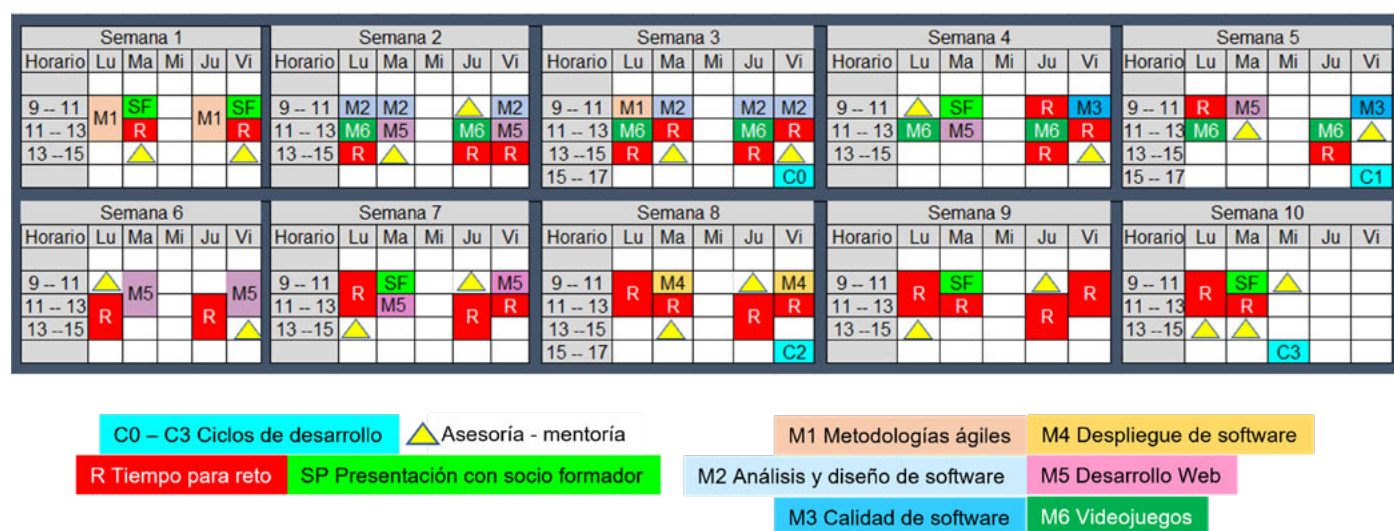 Semana 1
Horario Lu Ma Mi Ju Vi
9 -- 11 M1 SF M1 SF
11 -- 13 R R
13 --15
Semana 2
Horario Lu Ma Mi Ju Vi
9 -- 11 M2 M2 M2
11 -- 13 M6 M5 M6 M5
13 --15 R R R
Semana 3
Horario Lu Ma Mi Ju Vi
9 -- 11 M1 M2 M2 M2
11 -- 13 M6 R M6 R
13 --15 R R
15 -- 17 C0
Semana 4
Horario Lu Ma Mi Ju Vi
9 -- 11 SF R M3
11 -- 13 M6 M5 M6 R
13 --15 R
Semana 5
Horario Lu Ma Mi Ju Vi
9 -- 11 R M5 M3
11 -- 13 M6 M6
13 --15 R
15 -- 17 C1
Semana 6
Horario Lu Ma Mi Ju Vi
9 -- 11 M5 M5
11 -- 13 R R
13 --15
Semana 7
Horario Lu Ma Mi Ju Vi
9 -- 11 R SF M5
11 -- 13 M5 R R
13 --15
Semana 8
Horario Lu Ma Mi Ju Vi
9 -- 11 R M4 M4
11 -- 13 R R R
13 --15
15 -- 17 C2
Semana 9
Horario Lu Ma Mi Ju Vi
9 -- 11 R SF R
11 -- 13 R R
13 --15
Semana 10
Horario Lu Ma Mi Ju Vi
9 -- 11 R SF
11 -- 13 R
13 --15
C3
C0 – C3 Ciclos de desarrollo Asesoría - mentoría
R Tiempo para reto SP Presentación con socio formador
M1 Metodologías ágiles M4 Despliegue de software
M2 Análisis y diseño de software M5 Desarrollo Web
M3 Calidad de software M6 Videojuegos